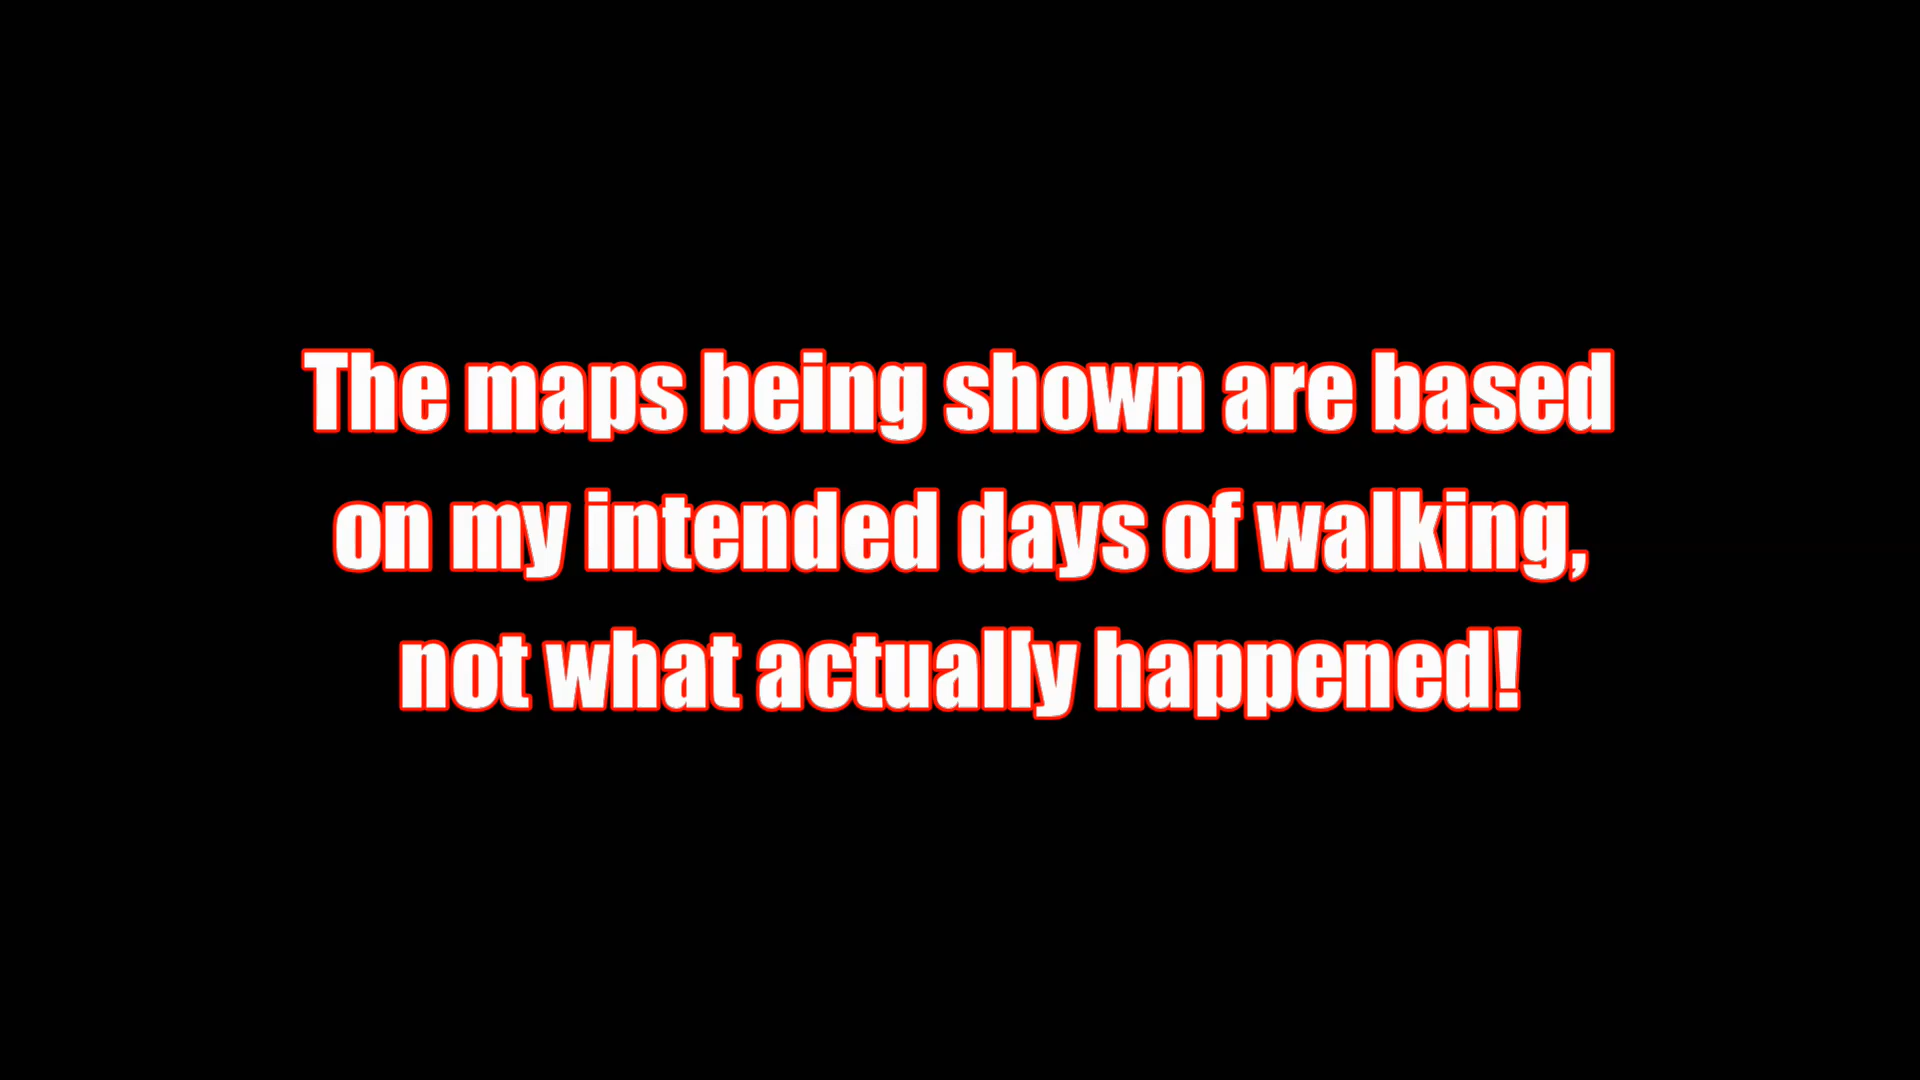 The maps being shown are based
on my intended days of walking,
not what actually happened!